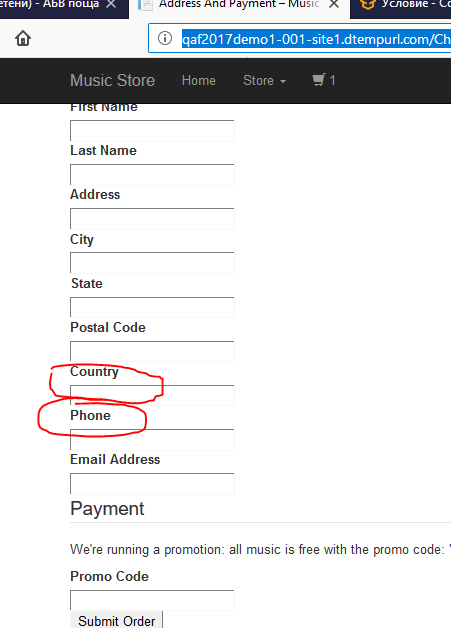 етени) - АБВ поща
Address And Payment – Music
Условие - Со
qaf2017demo1-001-site1.dtempurl.com/Ch
Music Store Home Store 1
First Name
Last Name
Address
City
State
Postal Code
Country
Phone
Email Address
Payment
We're running a promotion: all music is free with the promo code: "
Promo Code
Submit Order